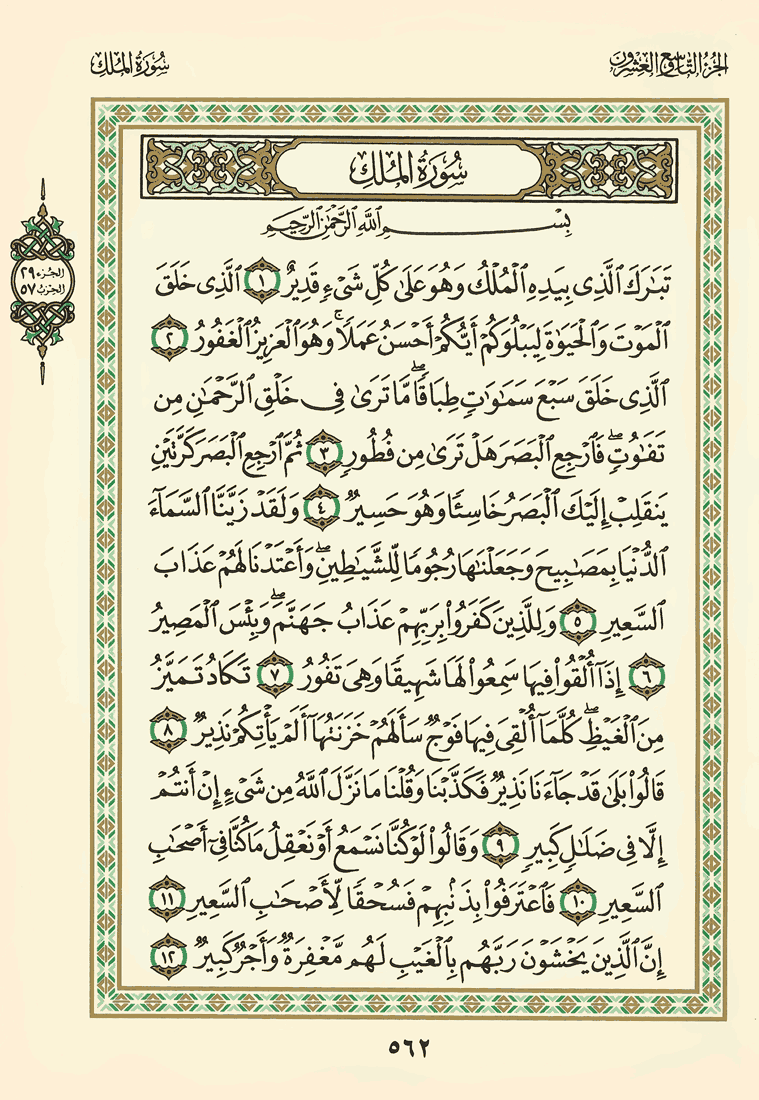 الجزء التاسع والعشرون
سورة الملك
سُورَةُ المُلكِ
بِسۡمِ ٱللَّهِ ٱلرَّحۡمَٰنِ ٱلرَّحِيمِ
تَبَٰرَكَ ٱلَّذِى بِيَدِهِ ٱلۡمُلۡكُ وَهُوَ عَلَىٰ كُلِّ شَىۡءٖ قَدِيرٌ ١ ٱلَّذِى خَلَقَ
ٱلۡمَوۡتَ وَٱلۡحَيَوٰةَ لِيَبۡلُوَكُمۡ أَيُّكُمۡ أَحۡسَنُ عَمَلٗاۚ وَهُوَ ٱلۡعَزِيزُ ٱلۡغَفُورُ ٢
ٱلَّذِى خَلَقَ سَبۡعَ سَمَٰوَٰتٖ طِبَاقٗاۖ مَّا تَرَىٰ فِى خَلۡقِ ٱلرَّحۡمَٰنِ مِن
تَفَٰوُتٖۖ فَٱرۡجِعِ ٱلۡبَصَرَ هَلۡ تَرَىٰ مِن فُطُورٖ ٣ ثُمَّ ٱرۡجِعِ ٱلۡبَصَرَ كَرَّتَيۡنِ
يَنقَلِبۡ إِلَيۡكَ ٱلۡبَصَرُ خَاسِئٗا وَهُوَ حَسِيرٞ ٤ وَلَقَدۡ زَيَّنَّا ٱلسَّمَآءَ
ٱلدُّنۡيَا بِمَصَٰبِيحَ وَجَعَلۡنَٰهَا رُجُومٗا لِّلشَّيَٰطِينِۖ وَأَعۡتَدۡنَا لَهُمۡ عَذَابَ
ٱلسَّعِيرِ ٥ وَلِلَّذِينَ كَفَرُواْ بِرَبِّهِمۡ عَذَابُ جَهَنَّمَۖ وَبِئۡسَ ٱلۡمَصِيرُ
٦ إِذَآ أُلۡقُواْ فِيهَا سَمِعُواْ لَهَا شَهِيقٗا وَهِىَ تَفُورُ ٧ تَكَادُ تَمَيَّزُ
مِنَ ٱلۡغَيۡظِۖ كُلَّمَآ أُلۡقِىَ فِيهَا فَوۡجٞ سَأَلَهُمۡ خَزَنَتُهَآ أَلَمۡ يَأۡتِكُمۡ نَذِيرٞ ٨
قَالُواْ بَلَىٰ قَدۡ جَآءَنَا نَذِيرٞ فَكَذَّبۡنَا وَقُلۡنَا مَا نَزَّلَ ٱللَّهُ مِن شَىۡءٍ إِنۡ أَنتُمۡ
إِلَّا فِى ضَلَٰلٖ كَبِيرٖ ٩ وَقَالُواْ لَوۡ كُنَّا نَسۡمَعُ أَوۡ نَعۡقِلُ مَا كُنَّا فِىٓ أَصۡحَٰبِ
ٱلسَّعِيرِ ١٠ فَٱعۡتَرَفُواْ بِذَنۢبِهِمۡ فَسُحۡقٗا لِّأَصۡحَٰبِ ٱلسَّعِيرِ ١١
إِنَّ ٱلَّذِينَ يَخۡشَوۡنَ رَبَّهُم بِٱلۡغَيۡبِ لَهُم مَّغۡفِرَةٞ وَأَجۡرٞ كَبِيرٞ ١٢
الجزء ٢٩
الحزب ٥٧
٥٦٢